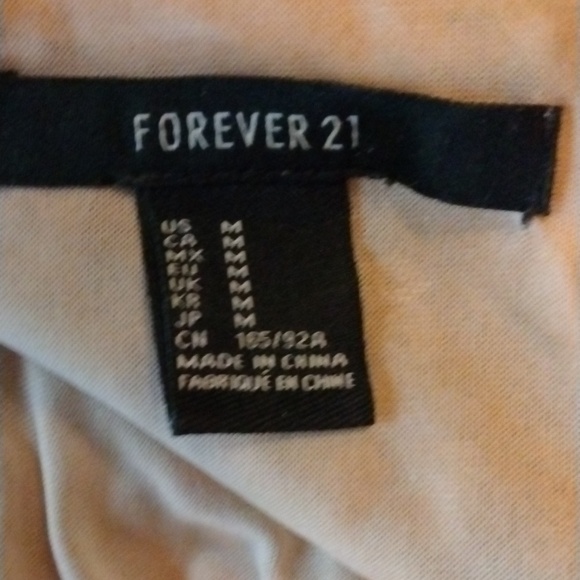 FOREVER 21
US M
CA M
MX M
EU M
UK M
KR M
JP M
CN 165/92A
MADE IN CHINA
FABRIQUÉ EN CHINE